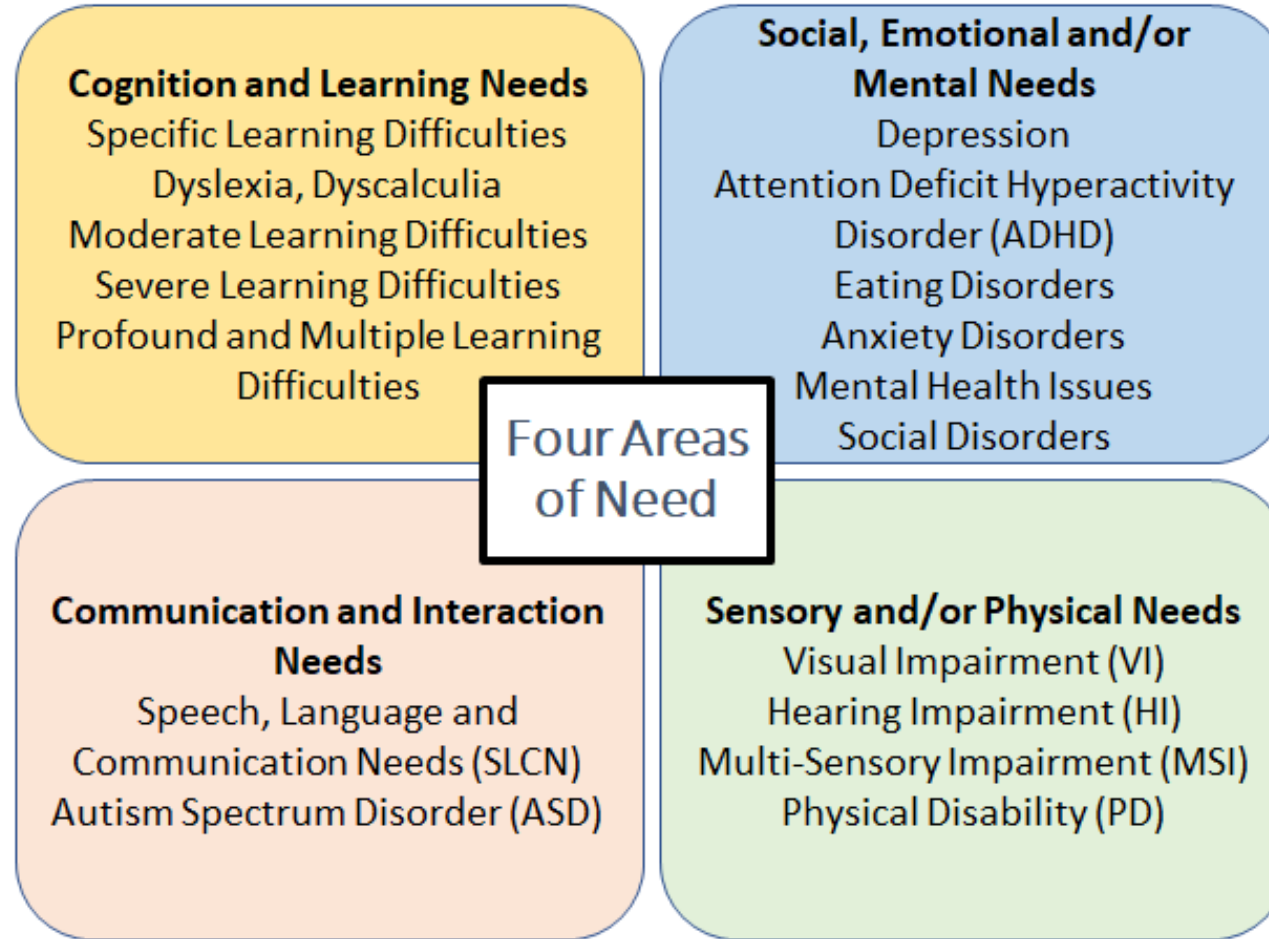 Cognition and Learning Needs
Specific Learning Difficulties
Dyslexia, Dyscalculia
Moderate Learning Difficulties
Severe Learning Difficulties
Profound and Multiple Learning
Difficulties
Social, Emotional and/or
Mental Needs
Depression
Attention Deficit Hyperactivity
Disorder (ADHD)
Eating Disorders
Anxiety Disorders
Mental Health Issues
Social Disorders
Four Areas
of Need
Communication and Interaction
Needs
Speech, Language and
Communication Needs (SLCN)
Autism Spectrum Disorder (ASD)
Sensory and/or Physical Needs
Visual Impairment (VI)
Hearing Impairment (HI)
Multi-Sensory Impairment (MSI)
Physical Disability (PD)